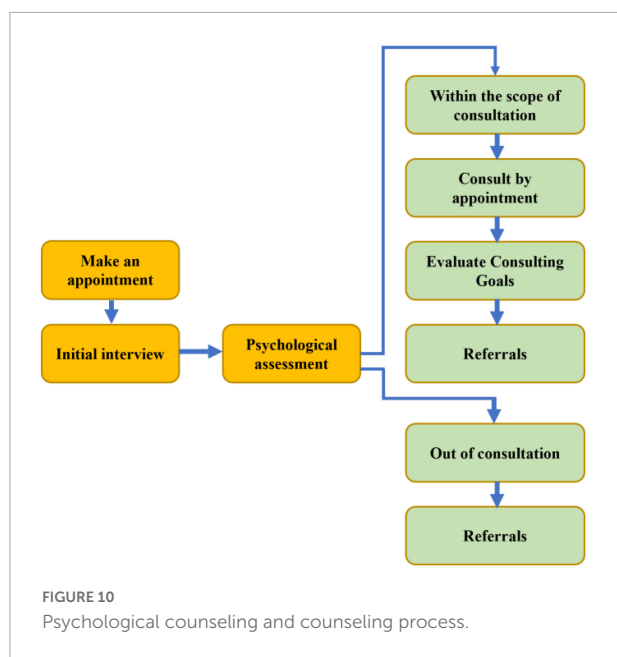 Make an
appointment
Initial interview
Psychological
assessment
Within the scope of
consultation
Consult by
appointment
Evaluate Consulting
Goals
Referrals
Out of consultation
Referrals
FIGURE 10
Psychological counseling and counseling process.